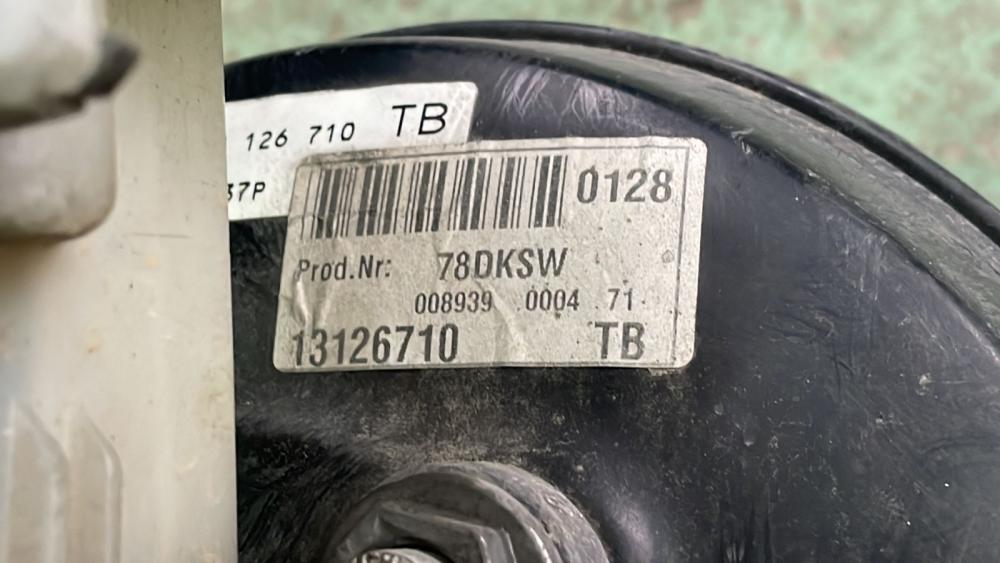 126 710 TB
37P
0128
Prod.Nr: 78DKSW
008939 0004 71
13126710 TB